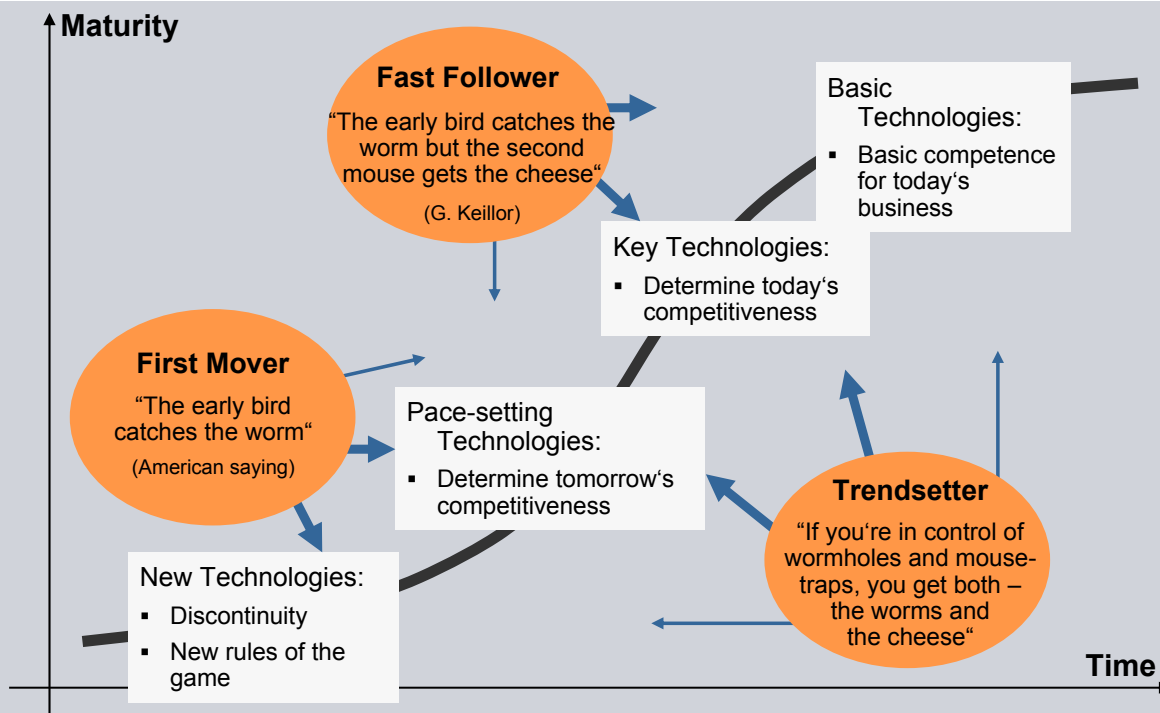 Maturity
Fast Follower
“The early bird catches the
worm but the second
mouse gets the cheese“
(G. Keillor)
Basic
Technologies:
▪ Basic competence
for today‘s
business
Key Technologies:
▪ Determine today‘s
competitiveness
First Mover
“The early bird
catches the worm“
(American saying)
Pace-setting
Technologies:
▪ Determine tomorrow‘s
competitiveness
Trendsetter
“If you‘re in control of
wormholes and mouse-
traps, you get both –
the worms and
the cheese“
New Technologies:
▪ Discontinuity
▪ New rules of the
game
Time